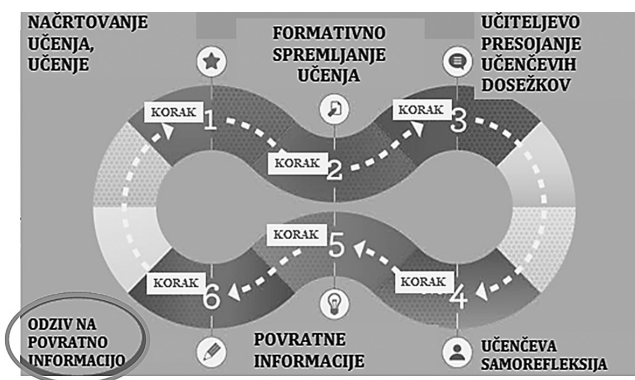 NAČRTOVANJE
UČENJA,
UČENJE
FORMATIVNO
SPREMLJANJE
UČENJA
UČITELJEVO
PRESOJANJE
UČENČEVIH
DOSEŽKOV
KORAK 1
KORAK 2
KORAK 3
KORAK 4
KORAK 5
KORAK 6
ODZIV NA
POVRATNO
INFORMACIJO
POVRATNE
INFORMACIJE
UČENČEVA
SAMOREFLEKSIJA